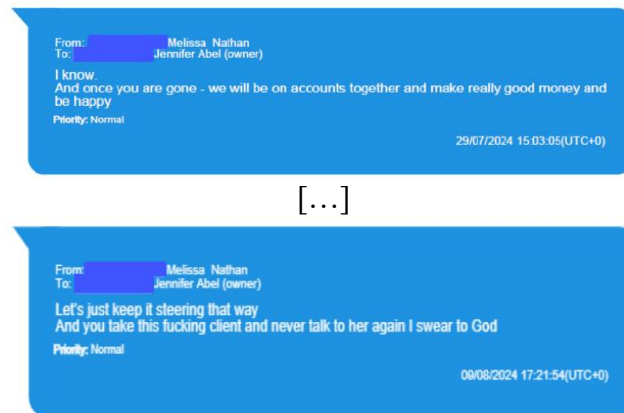 From: Melissa Nathan
To: Jennifer Abel (owner)
I know.
And once you are gone - we will be on accounts together and make really good money and
be happy
Priority: Normal
29/07/2024 15:03:05(UTC+0)
[…]
From: Melissa Nathan
To: Jennifer Abel (owner)
Let's just keep it steering that way
And you take this fucking client and never talk to her again I swear to God
Priority: Normal
09/08/2024 17:21:54(UTC+0)